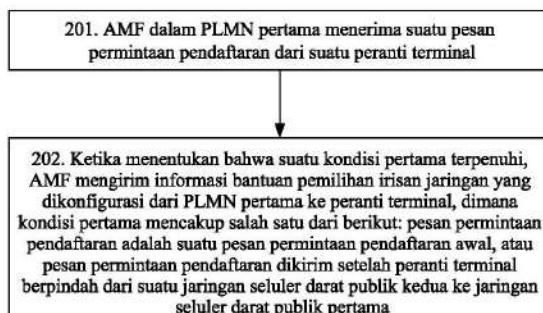 201. AMF dalam PLMN pertama menerima suatu pesan
permintaan pendaftaran dari suatu peranti terminal
202. Ketika menentukan bahwa suatu kondisi pertama terpenuhi,
AMF mengirim informasi bantuan pemilihan irisan jaringan yang
dikonfigurasi dari PLMN pertama ke peranti terminal, dimana
kondisi pertama mencakup salah satu dari berikut: pesan permintaan
pendaftaran adalah suatu pesan permintaan pendaftaran awal, atau
pesan permintaan pendaftaran dikirim setelah peranti terminal
berpindah dari suatu jaringan seluler darat publik kedua ke jaringan
seluler darat publik pertama